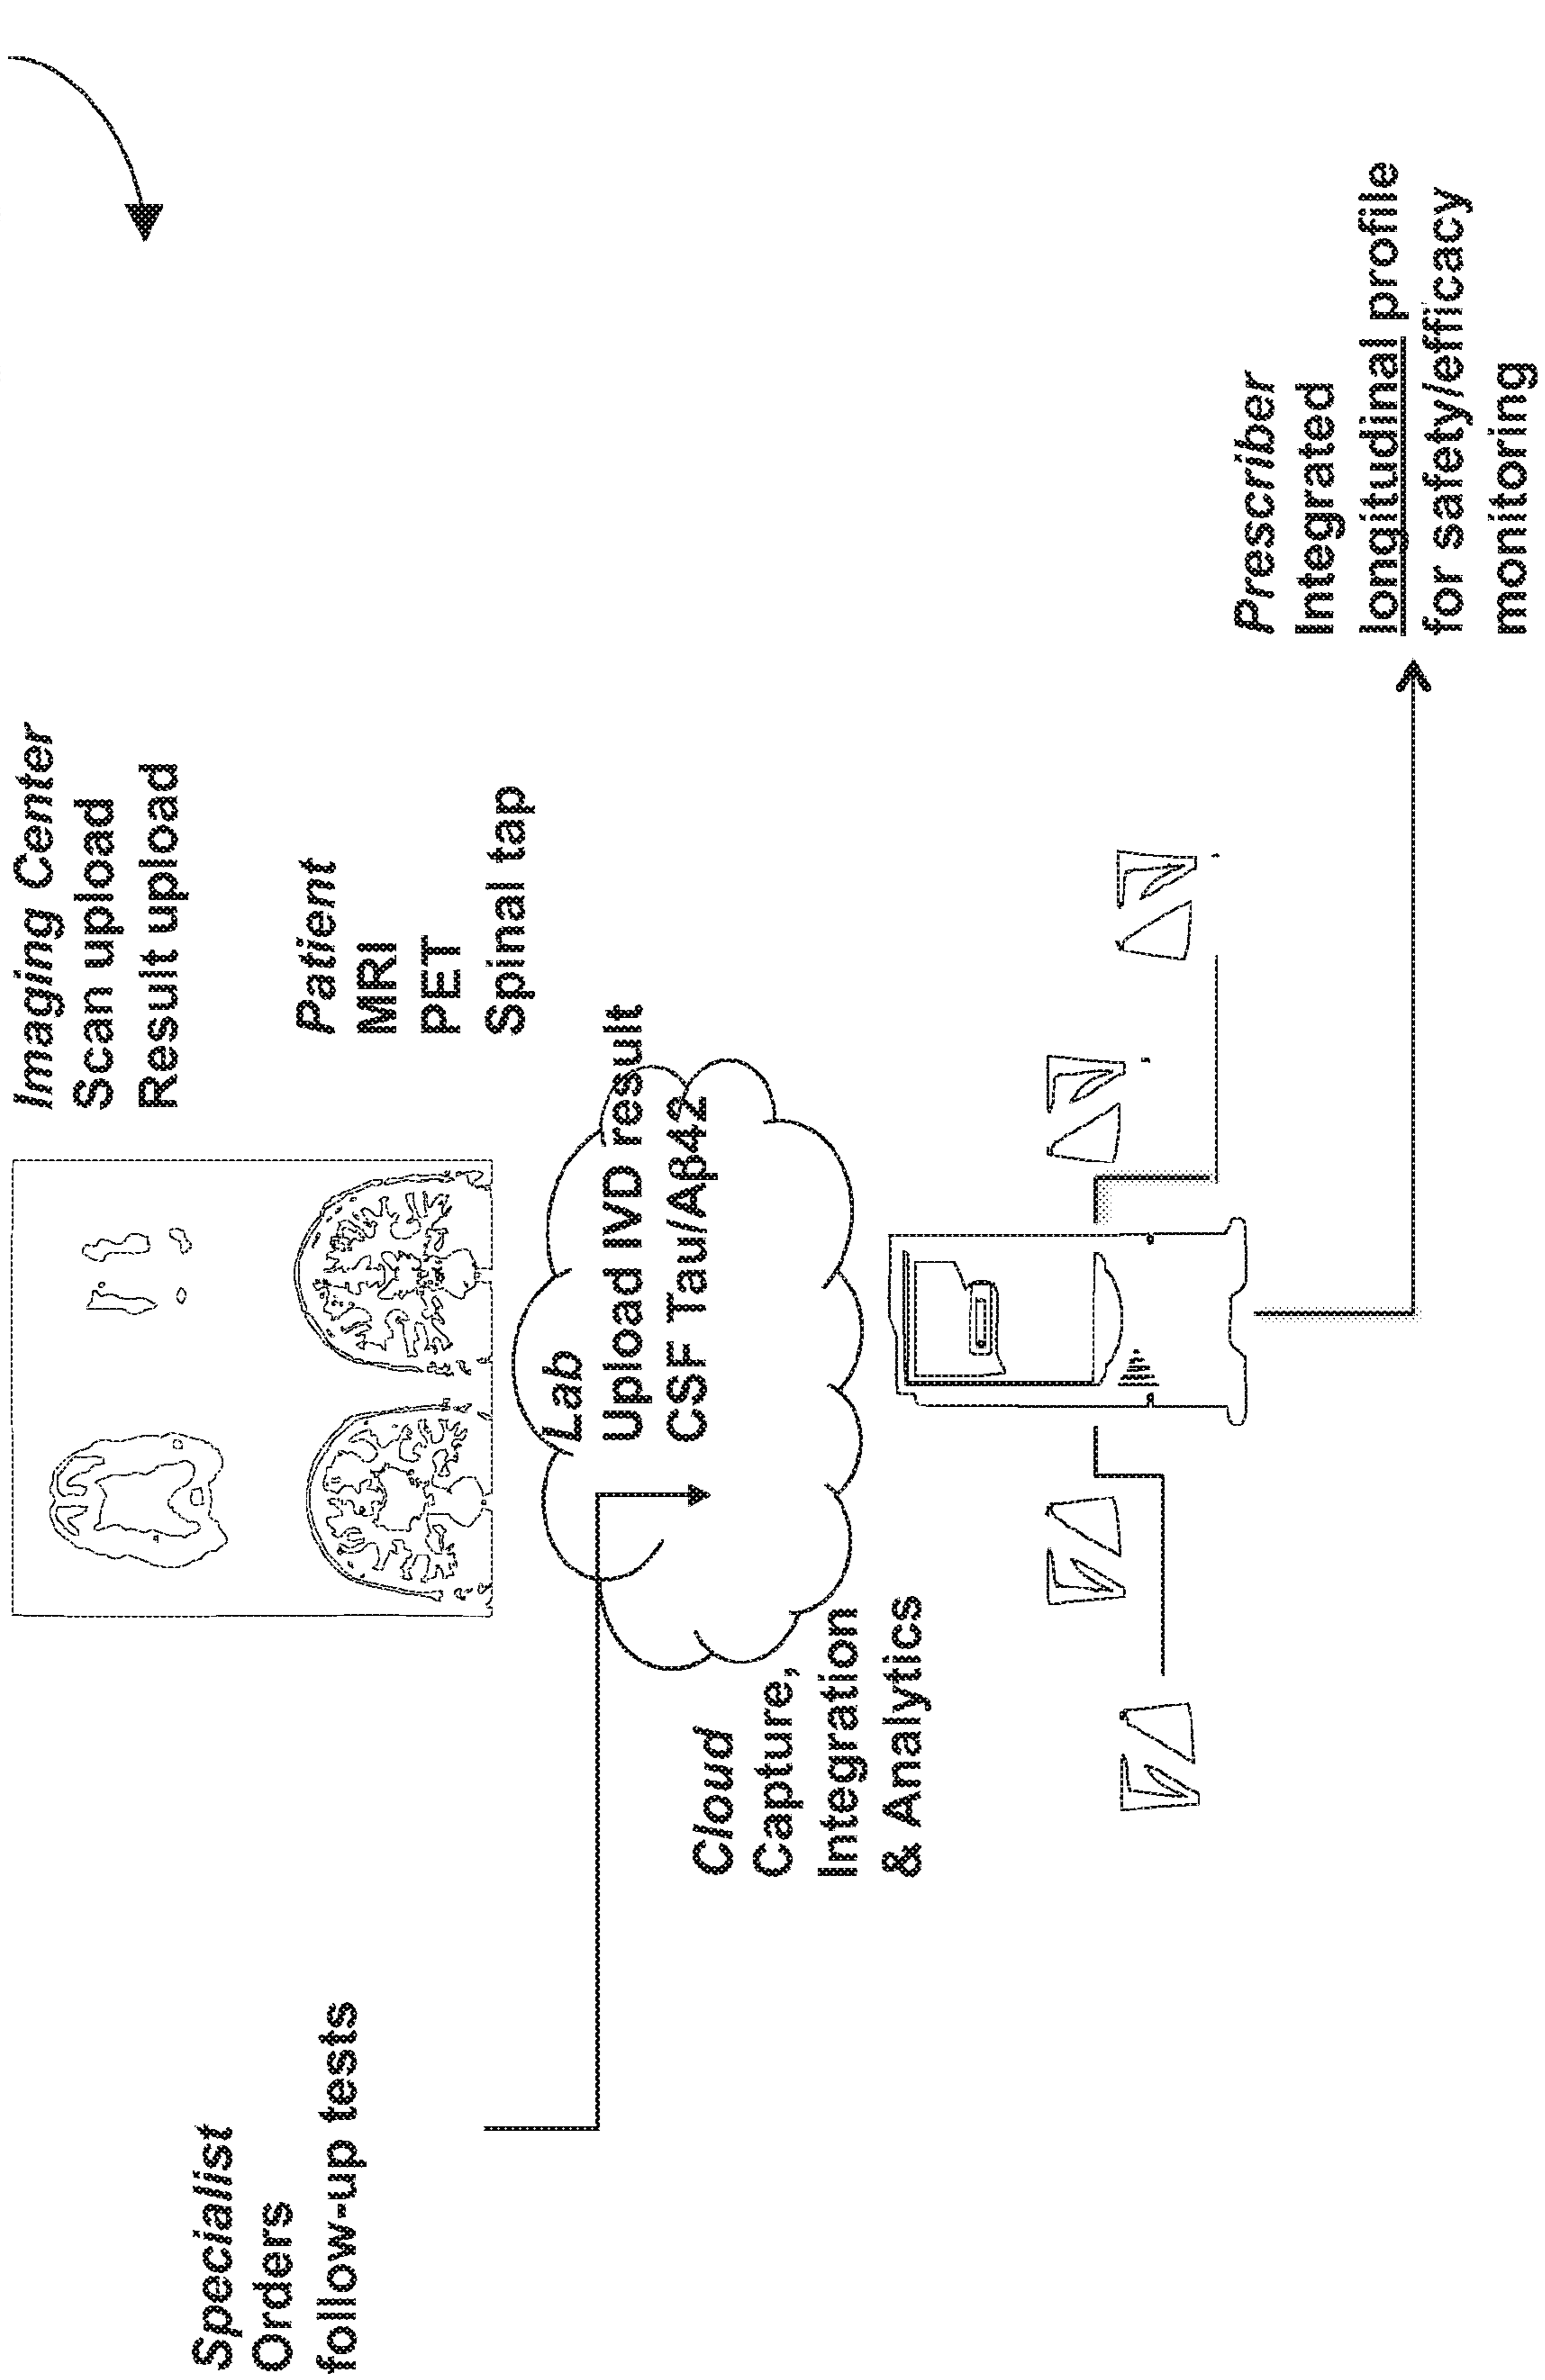 Imaging Center
Scan upload
Result upload
Specialist
Orders
follow-up tests
Patient
MRI
PET
Spinal tap
Lab
Upload IVD result
CSF Tau/Aβ42
Cloud
Capture,
Integration
& Analytics
Prescriber
Integrated
longitudinal profile
for safety/efficacy
monitoring